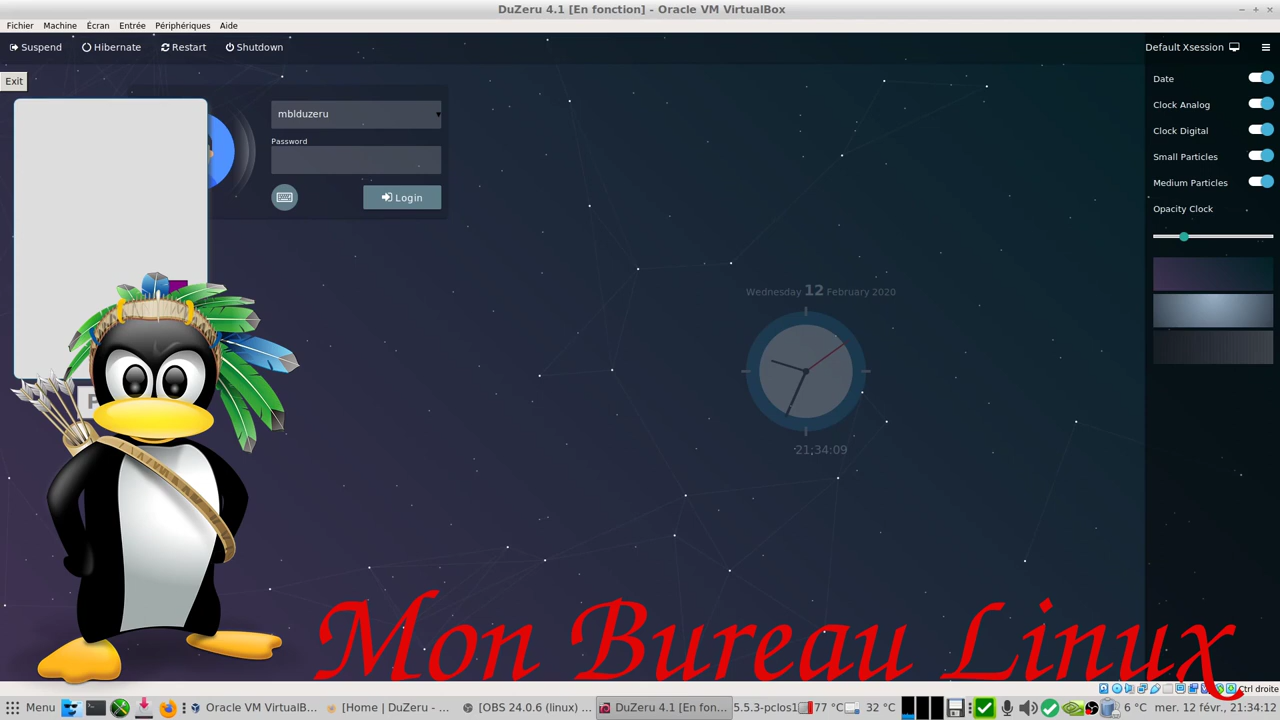 DuZeru 4.1 [En fonction] - Oracle VM VirtualBox
Fichier Machine Écran Entrée Périphériques Aide
Suspend Hibernate Restart Shutdown
Default Xsession
Exit
mblduzeru
Password
Login
Date
Clock Analog
Clock Digital
Small Particles
Medium Particles
Opacity Clock
Wednesday 12 February 2020
21:34:09
Mon Bureau Linux
Ctrl droite
Menu Oracle VM VirtualB... [Home | DuZeru - ... [OBS 24.0.6 (linux)... DuZeru 4.1 [En fon... 5.5.3-pclos1 77 °C 32 °C 6 °C mer. 12 févr., 21:34:12